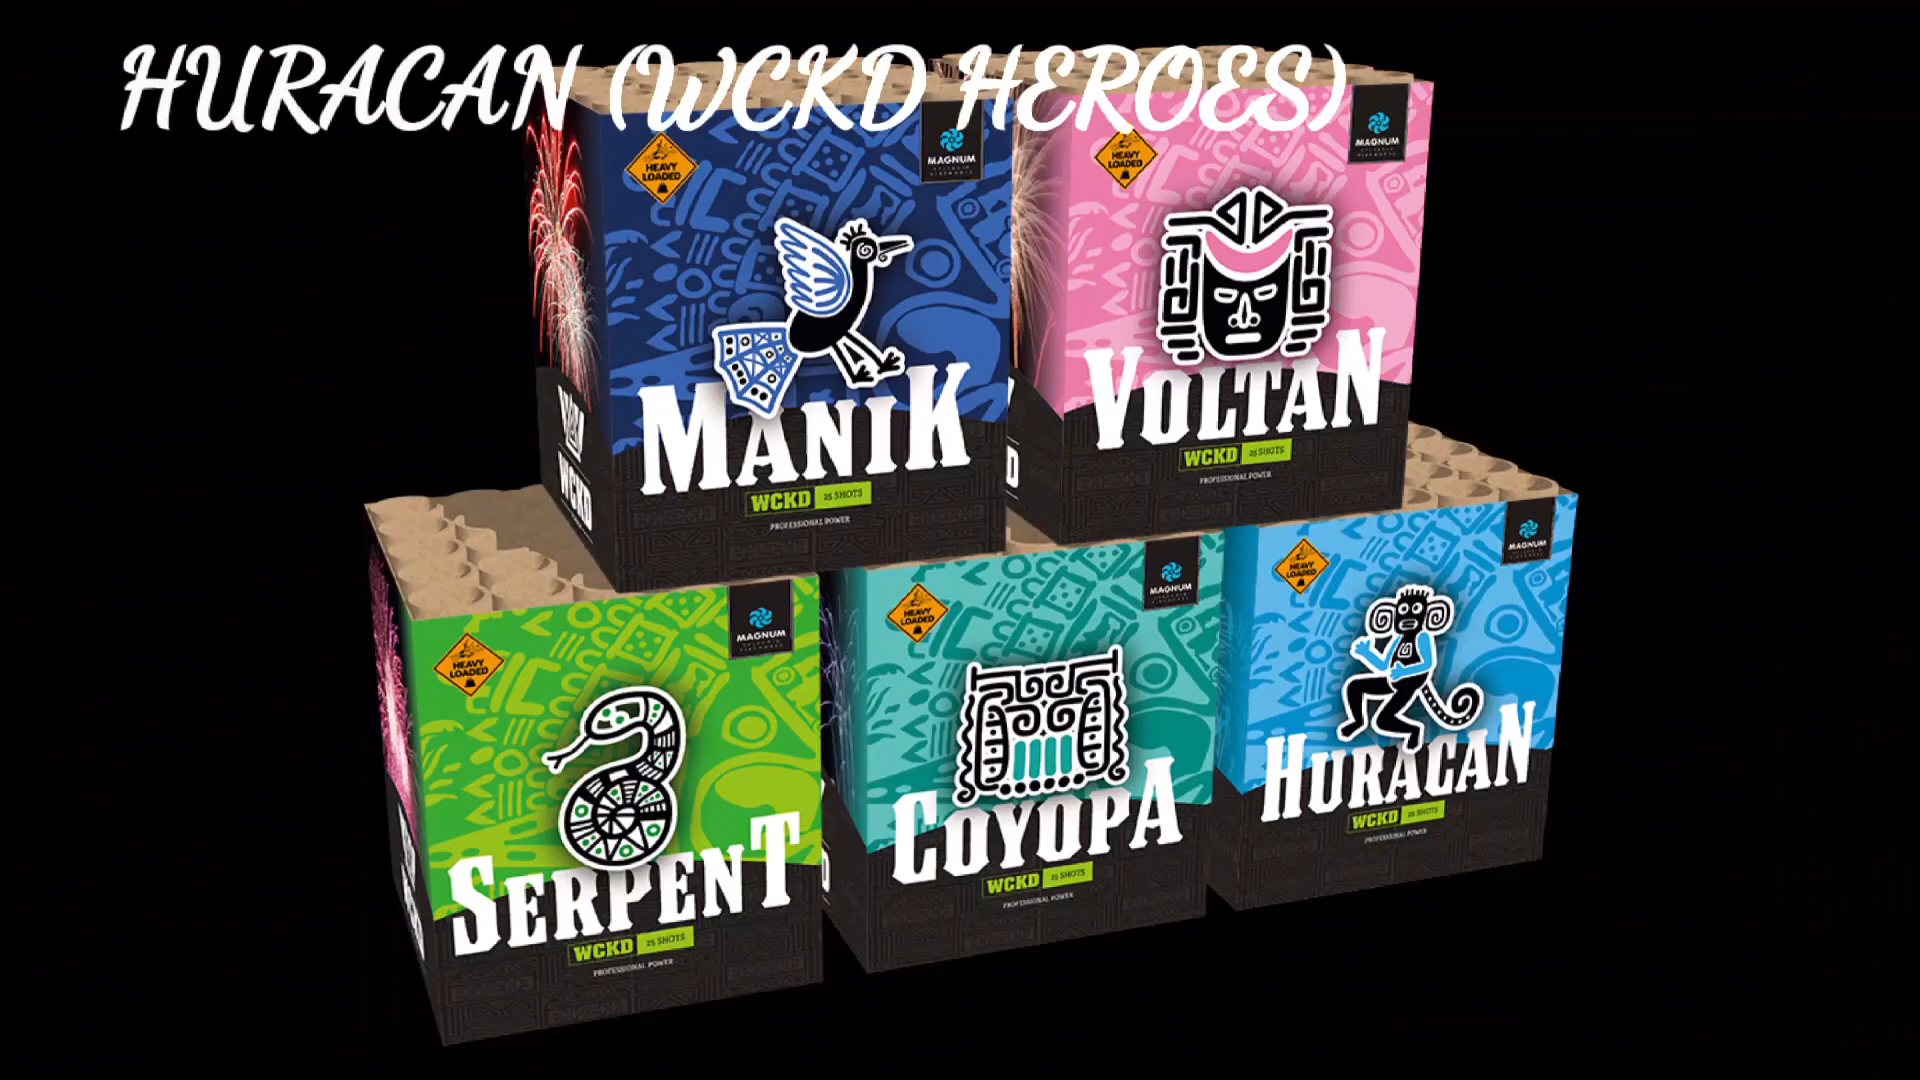 HURACAN (WCKD HEROES)
HEAVY
LOADED
MAGNUM
MANIK
WCKD 25 SHOTS
PROFESSIONAL POWER
WCKD
HEAVY
LOADED
MAGNUM
VOLTAN
WCKD 25 SHOTS
PROFESSIONAL POWER
HEAVY
LOADED
MAGNUM
SERPENT
WCKD 25 SHOTS
PROFESSIONAL POWER
HEAVY
LOADED
MAGNUM
COYOPA
WCKD 25 SHOTS
PROFESSIONAL POWER
HEAVY
LOADED
MAGNUM
HURACAN
WCKD 25 SHOTS
PROFESSIONAL POWER